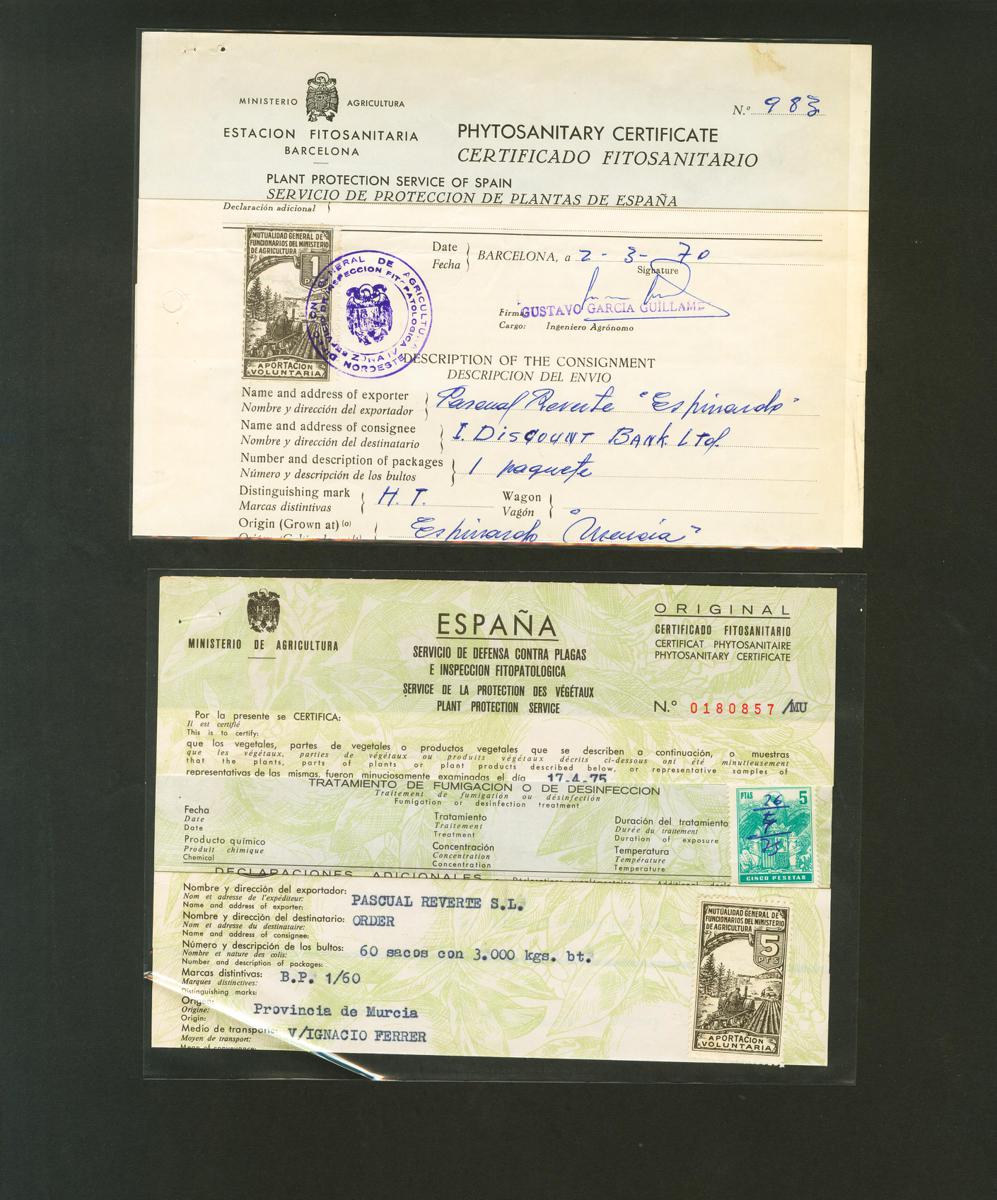 MINISTERIO AGRICULTURA
N.º 983
ESTACION FITOSANITARIA
BARCELONA
PHYTOSANITARY CERTIFICATE
CERTIFICADO FITOSANITARIO
PLANT PROTECTION SERVICE OF SPAIN
SERVICIO DE PROTECCION DE PLANTAS DE ESPAÑA
Declaración adicional
MUTUALIDAD GENERAL DE
FUNCIONARIOS DEL MINISTERIO
DE AGRICULTURA
1
APORTACION
VOLUNTARIA
DIRECCION GENERAL DE AGRICULTURA
SERVICIO DE INSPECCION FITOPATOLOGICA
ZONA IV
NORDESTE
Date
Fecha
BARCELONA, a 2-3-70
Signature
Firma
GUSTAVO GARCIA GUILLAME
Cargo: Ingeniero Agrónomo
DESCRIPTION OF THE CONSIGNMENT
DESCRIPCION DEL ENVIO
Name and address of exporter
Nombre y dirección del exportador
Pascual Reverte "Espinardo"
Name and address of consignee
Nombre y dirección del destinatario
I. DISCOUNT BANK LTd.
Number and description of packages
Número y descripción de los bultos
1 paquete
Distinguishing mark
Marcas distintivas
H. T.
Wagon
Vagón
Origin (Grown at) (o)
Espinardo "Murcia"
MINISTERIO DE AGRICULTURA
ESPAÑA
SERVICIO DE DEFENSA CONTRA PLAGAS
E INSPECCION FITOPATOLOGICA
SERVICE DE LA PROTECTION DES VÉGÉTAUX
PLANT PROTECTION SERVICE
ORIGINAL
CERTIFICADO FITOSANITARIO
CERTIFICAT PHYTOSANITAIRE
PHYTOSANITARY CERTIFICATE
N.º 0180857 /MU
Por la presente se CERTIFICA:
Il est certifié
This is to certify:
que los vegetales, partes de vegetales o productos vegetales que se describen a continuación, o muestras
que les végétaux, parties de végétaux ou produits végétaux décrits ci-dessous ont été minutieusement
that the plants, parts of plants or plant products described below, or representative samples of
representativas de las mismas, fueron minuciosamente examinadas el día 17.4.75
TRATAMIENTO DE FUMIGACION O DE DESINFECCION
Traitement de fumigation ou désinfection
Fumigation or desinfection treatment
Fecha
Date
Date
Tratamiento
Traitement
Treatment
Duración del tratamiento
Durée du traitement
Duration of exposure
Producto químico
Produit chimique
Chemical
Concentración
Concentration
Concentration
Temperatura
Température
Temperature
PTAS 5
CINCO PESETAS
DECLARACIONES ADICIONALES
Nombre y dirección del exportador:
Nom et adresse de l'expéditeur:
Name and address of exporter:
PASCUAL REVERTE S.L.
Nombre y dirección del destinatario:
Nom et adresse du destinataire:
Name and address of consignee:
ORDER
Número y descripción de los bultos:
Nombre et nature des colis:
Number and description of packages:
60 sacos con 3.000 kgs. bt.
Marcas distintivas:
Marques distinctives:
Distinguishing marks:
B.P. 1/60
Origen:
Origine:
Origin:
Provincia de Murcia
Medio de transporte:
Moyen de transport:
V/IGNACIO FERRER
MUTUALIDAD GENERAL DE
FUNCIONARIOS DEL MINISTERIO
DE AGRICULTURA
5
PTS
APORTACION
VOLUNTARIA